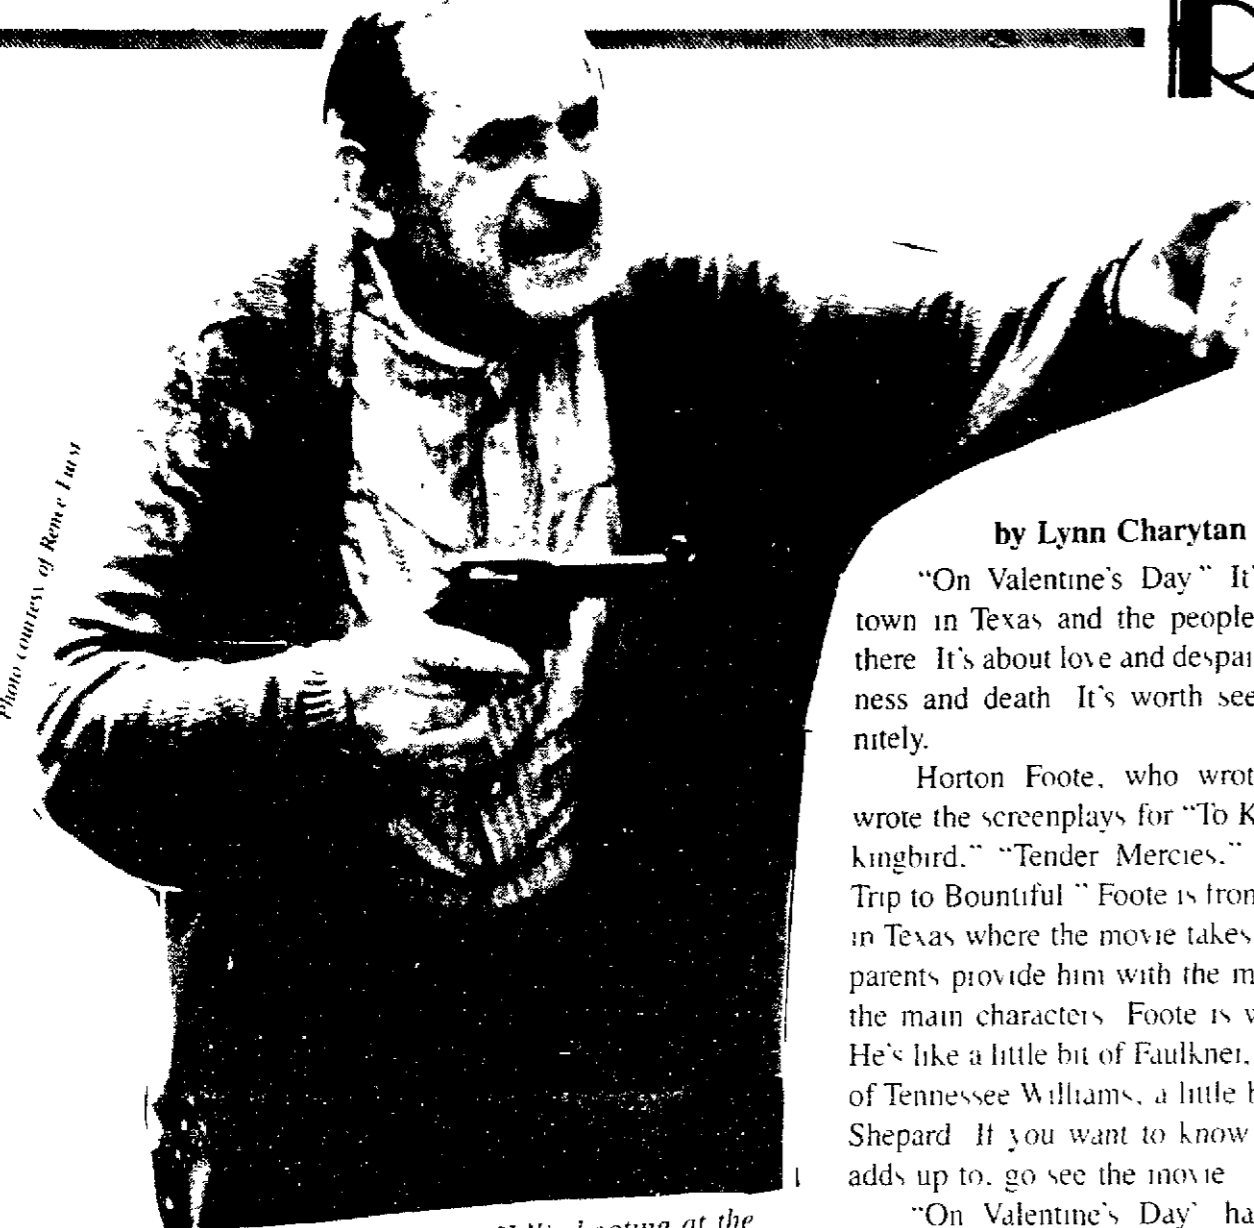 Photo courtesy of Renee Furst
by Lynn Charytan
"On Valentine's Day" It'
town in Texas and the people
there It's about love and despai
ness and death It's worth see
nitely.
Horton Foote, who wrot
wrote the screenplays for "To K
kingbird." "Tender Mercies."
Trip to Bountiful" Foote is from
in Texas where the movie takes
parents provide him with the m
the main characters Foote is v
He's like a little bit of Faulkner,
of Tennessee Williams, a little b
Shepard If you want to know
adds up to, go see the movie
"On Valentine's Day' ha
at the